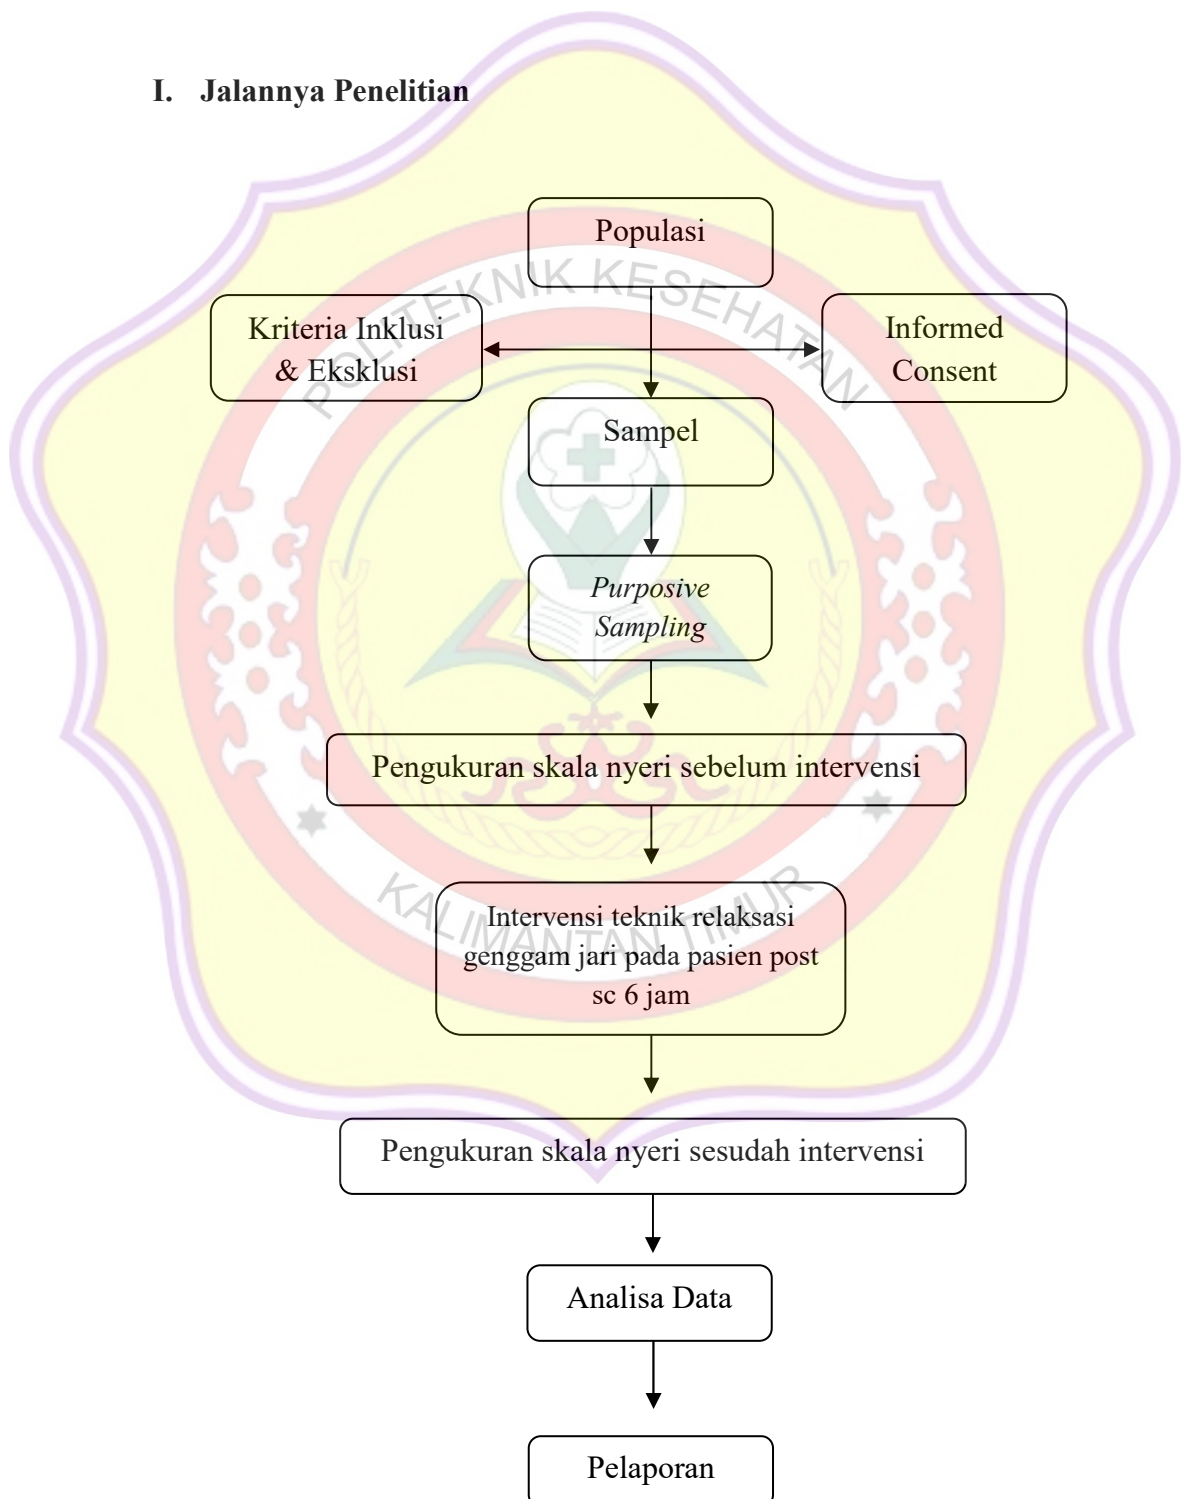 I. Jalannya Penelitian
Populasi
POLITEKNIK KESEHATAN
Kriteria Inklusi
& Eksklusi
Informed
Consent
Sampel
Purposive
Sampling
Pengukuran skala nyeri sebelum intervensi
Intervensi teknik relaksasi
genggam jari pada pasien post
sc 6 jam
KALIMANTAN TIMUR
Pengukuran skala nyeri sesudah intervensi
Analisa Data
Pelaporan